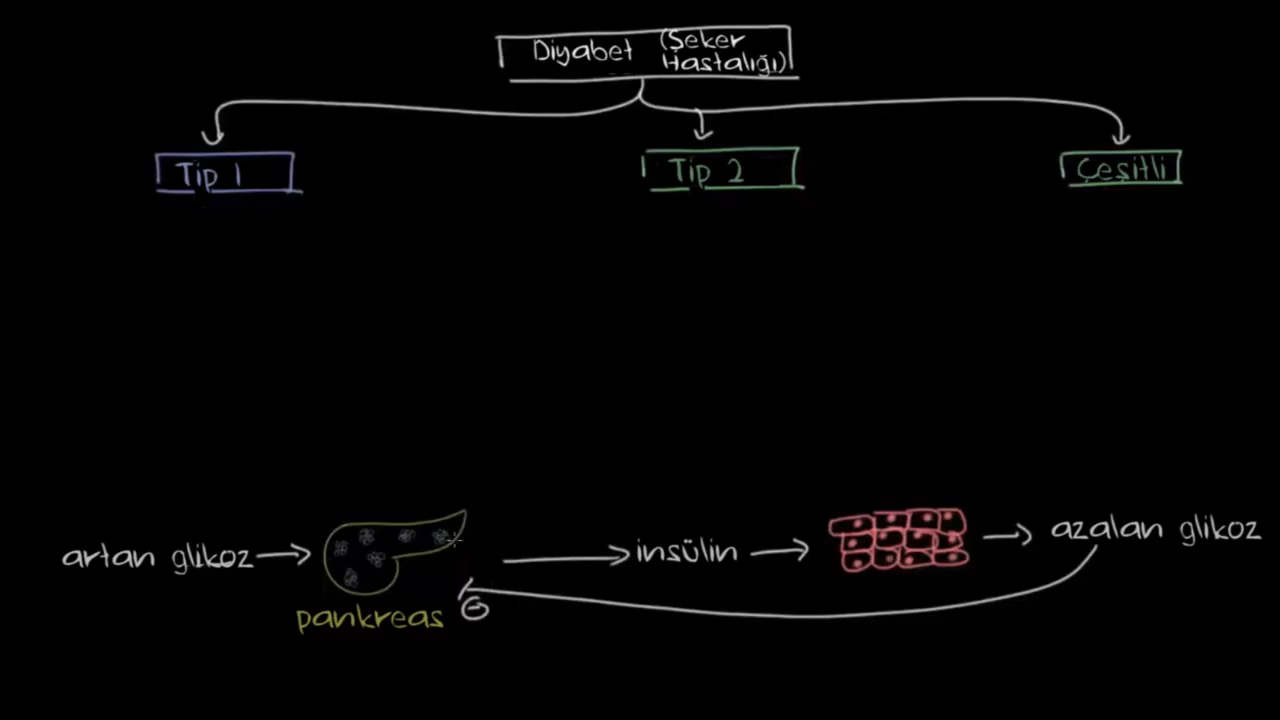 Diyabet (Şeker
Hastalığı)
Tip 1
Tip 2
Çeşitli
artan glikoz
pankreas
insülin
azalan glikoz